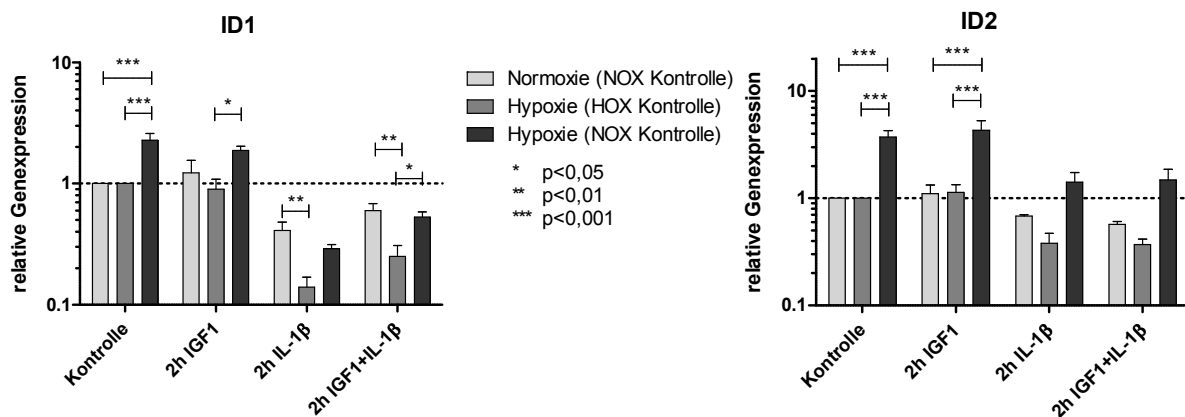 ID1
relative Genexpression
10
1
0.1
***
***
*
**
**
*
Kontrolle
2h IGF1
2h IL-1β
2h IGF1+IL-1β
Normoxie (NOX Kontrolle)
Hypoxie (HOX Kontrolle)
Hypoxie (NOX Kontrolle)
* p<0,05
** p<0,01
*** p<0,001
ID2
relative Genexpression
10
1
0.1
***
***
***
***
Kontrolle
2h IGF1
2h IL-1β
2h IGF1+IL-1β